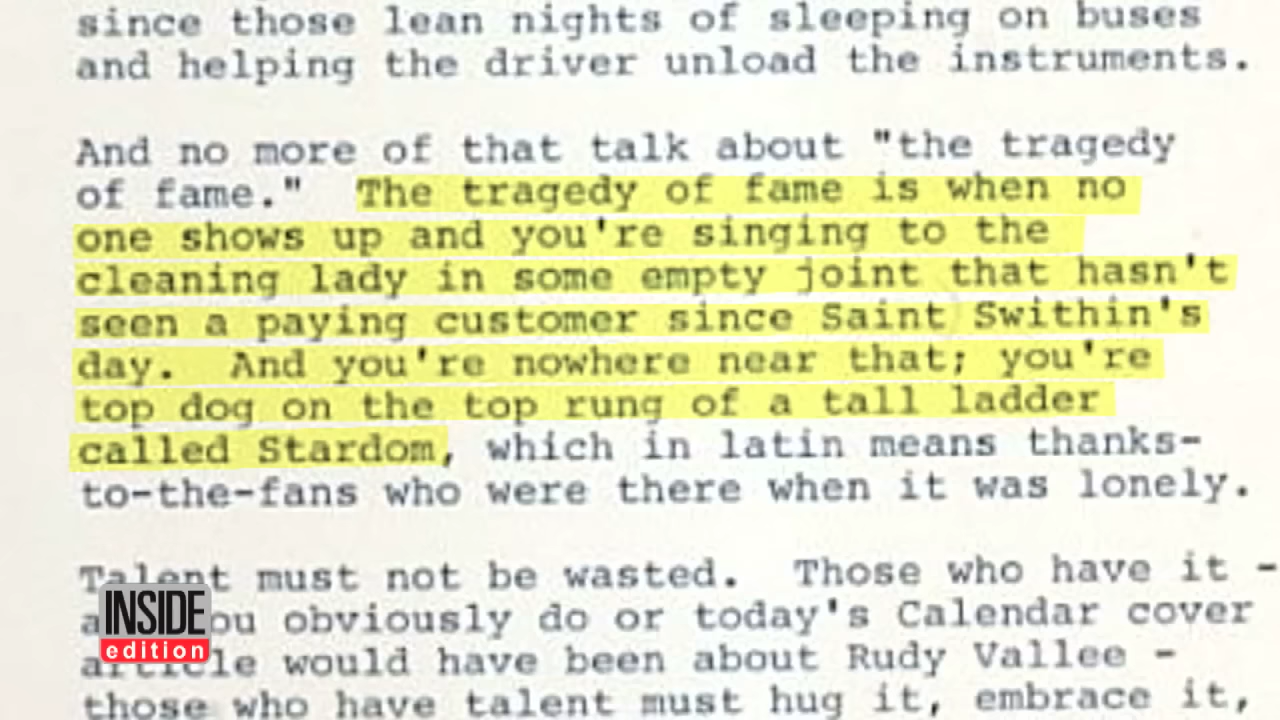 since those lean nights of sleeping on buses
and helping the driver unload the instruments.
And no more of that talk about "the tragedy
of fame."  The tragedy of fame is when no
one shows up and you're singing to the
cleaning lady in some empty joint that hasn't
seen a paying customer since Saint Swithin's
day.  And you're nowhere near that; you're
top dog on the top rung of a tall ladder
called Stardom, which in latin means thanks-
to-the-fans who were there when it was lonely.
Talent must not be wasted.  Those who have it -
obviously do or today's Calendar cover
article would have been about Rudy Vallee -
those who have talent must hug it, embrace it,
INSIDE
edition